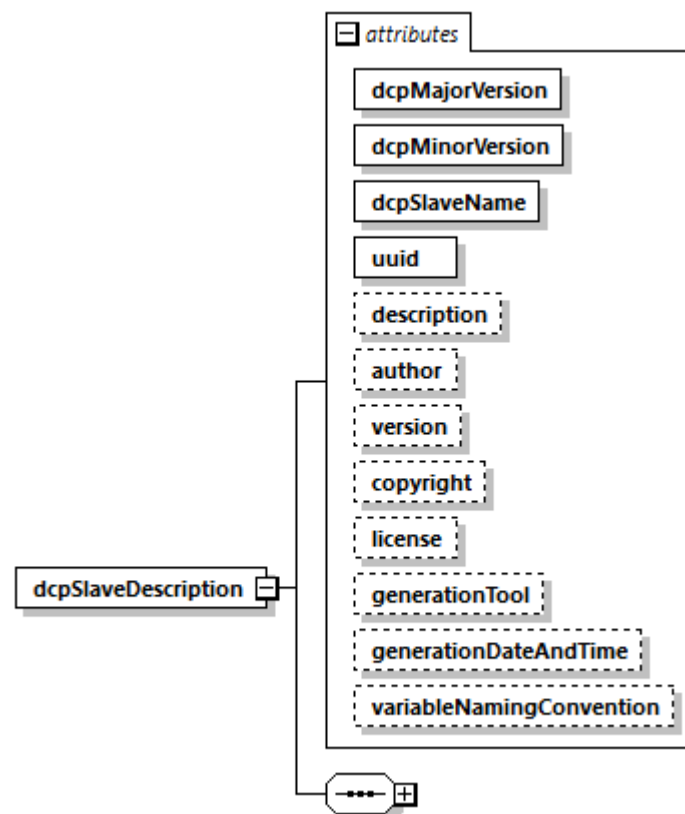 attributes
dcpMajorVersion
dcpMinorVersion
dcpSlaveName
uuid
description
author
version
copyright
license
dcpSlaveDescription
generationTool
generationDateAndTime
variableNamingConvention